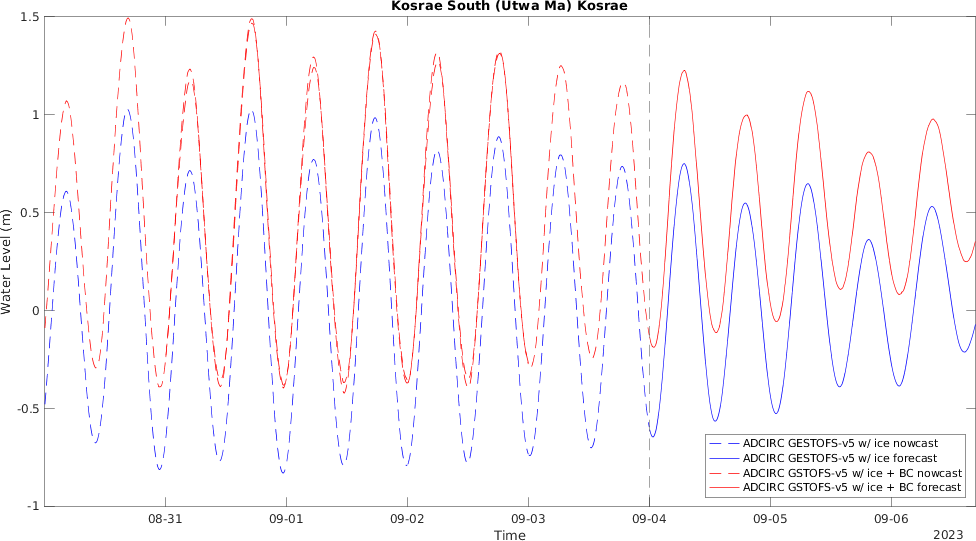 Kosrae South (Utwa Ma) Kosrae
1.5
1
0.5
0
-0.5
-1
Water Level (m)
08-31
09-01
09-02
09-03
09-04
09-05
09-06
Time
2023
ADCIRC GESTOFS-v5 w/ ice nowcast
ADCIRC GESTOFS-v5 w/ ice forecast
ADCIRC GSTOFS-v5 w/ ice + BC nowcast
ADCIRC GSTOFS-v5 w/ ice + BC forecast